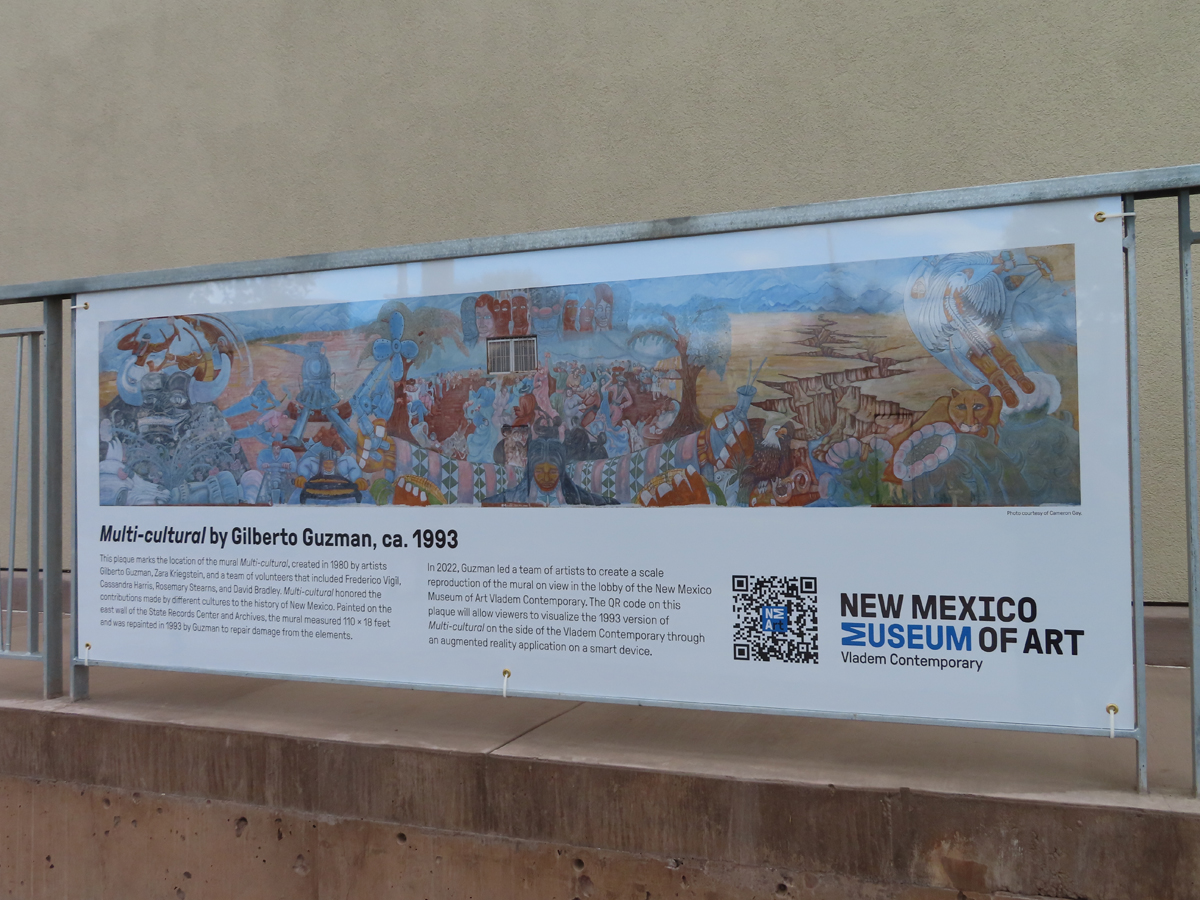 Photo courtesy of Cameron Gay.
Multi-cultural by Gilberto Guzman, ca. 1993
This plaque marks the location of the mural Multi-cultural, created in 1980 by artists
Gilberto Guzman, Zara Kriegstein, and a team of volunteers that included Frederico Vigil,
Cassandra Harris, Rosemary Stearns, and David Bradley. Multi-cultural honored the
contributions made by different cultures to the history of New Mexico. Painted on the
east wall of the State Records Center and Archives, the mural measured 110 × 18 feet
and was repainted in 1993 by Guzman to repair damage from the elements.
In 2022, Guzman led a team of artists to create a scale
reproduction of the mural on view in the lobby of the New Mexico
Museum of Art Vladem Contemporary. The QR code on this
plaque will allow viewers to visualize the 1993 version of
Multi-cultural on the side of the Vladem Contemporary through
an augmented reality application on a smart device.
NM
Art
NEW MEXICO
MUSEUM OF ART
Vladem Contemporary